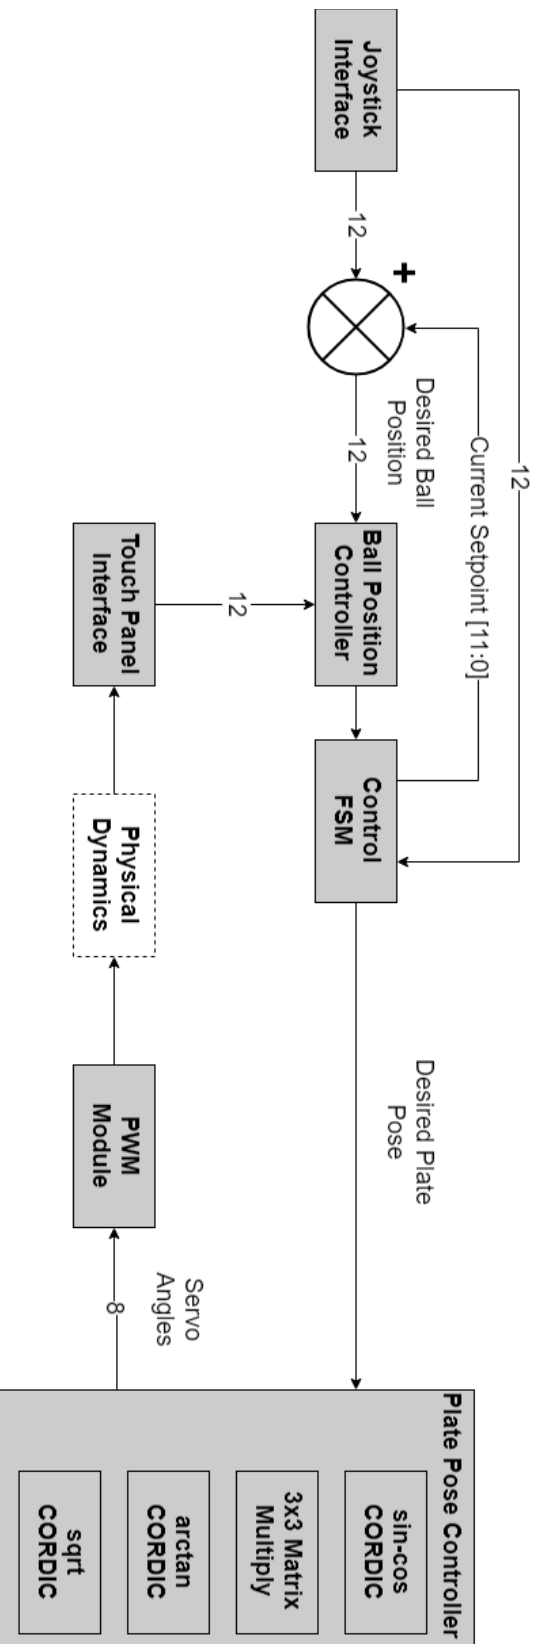 Joystick
Interface
12
12
+
Desired Ball
Position
12
Current Setpoint [11:0]
Ball Position
Controller
Control
FSM
Desired Plate
Pose
Touch Panel
Interface
12
Physical
Dynamics
PWM
Module
Servo
Angles
8
Plate Pose Controller
sin-cos
CORDIC
3x3 Matrix
Multiply
arctan
CORDIC
sqrt
CORDIC